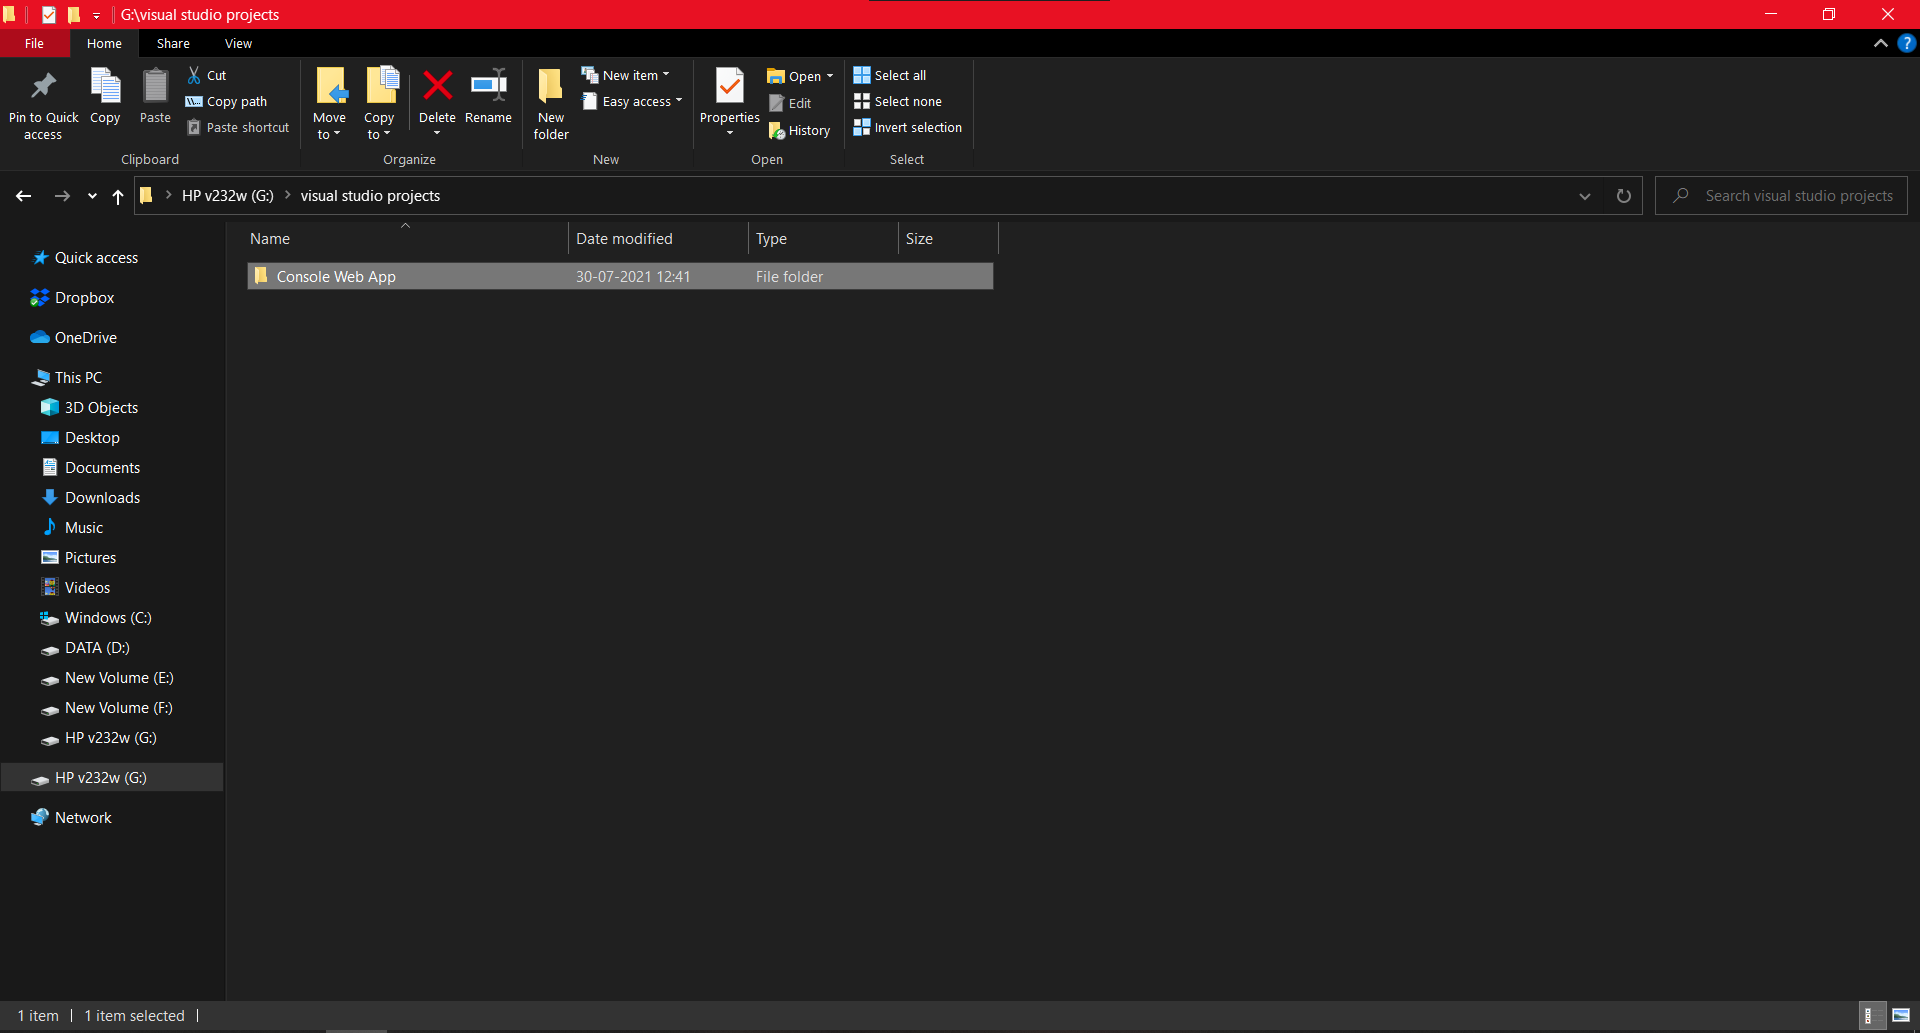 G:\visual studio projects
File Home Share View
Pin to Quick access
Copy
Paste
Cut
Copy path
Paste shortcut
Clipboard
Move to
Copy to
Delete
Rename
Organize
New folder
New item
Easy access
New
Properties
Open
Edit
History
Open
Select all
Select none
Invert selection
Select
HP v232w (G:) visual studio projects
Search visual studio projects
Name Date modified Type Size
Console Web App 30-07-2021 12:41 File folder
Quick access
Dropbox
OneDrive
This PC
3D Objects
Desktop
Documents
Downloads
Music
Pictures
Videos
Windows (C:)
DATA (D:)
New Volume (E:)
New Volume (F:)
HP v232w (G:)
HP v232w (G:)
Network
1 item 1 item selected